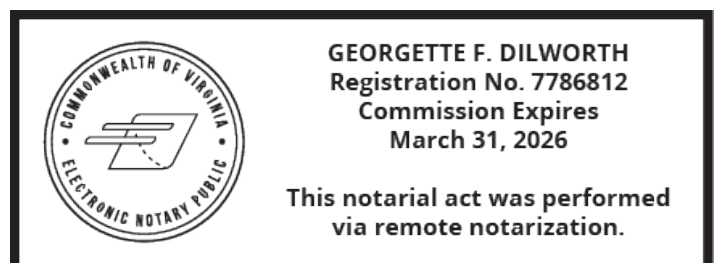 COMMONWEALTH OF VIRGINIA
ELECTRONIC NOTARY PUBLIC
GEORGETTE F. DILWORTH
Registration No. 7786812
Commission Expires
March 31, 2026
This notarial act was performed
via remote notarization.